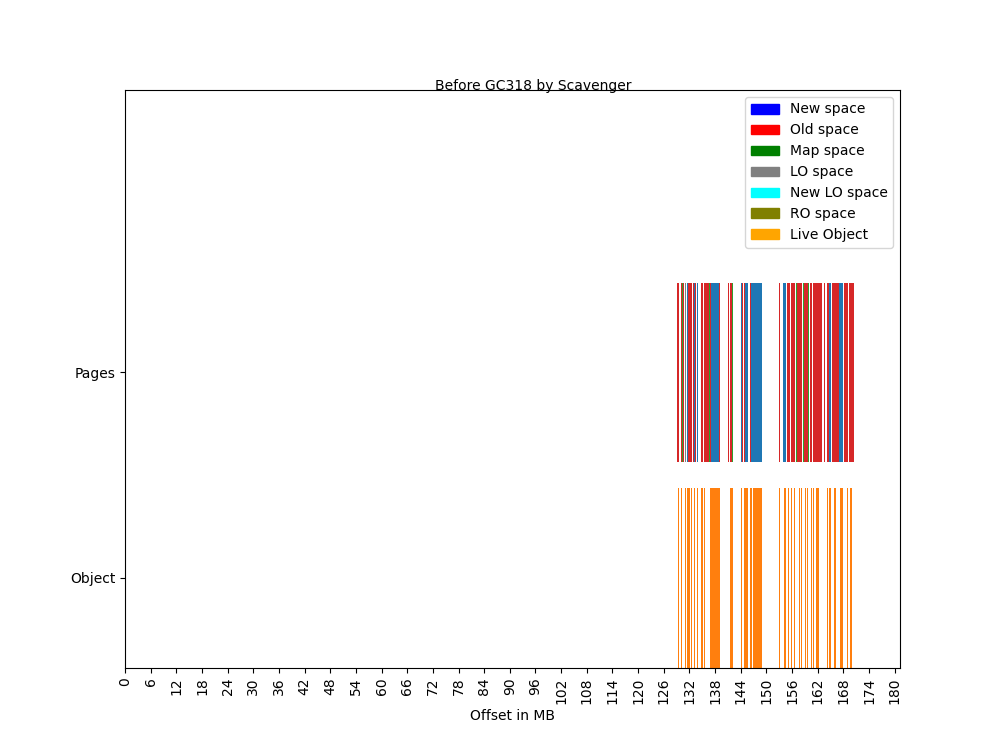 Before GC318 by Scavenger
New space
Old space
Map space
LO space
New LO space
RO space
Live Object
Pages
Object
0 6 12 18 24 30 36 42 48 54 60 66 72 78 84 90 96 102 108 114 120 126 132 138 144 150 156 162 168 174 180
Offset in MB